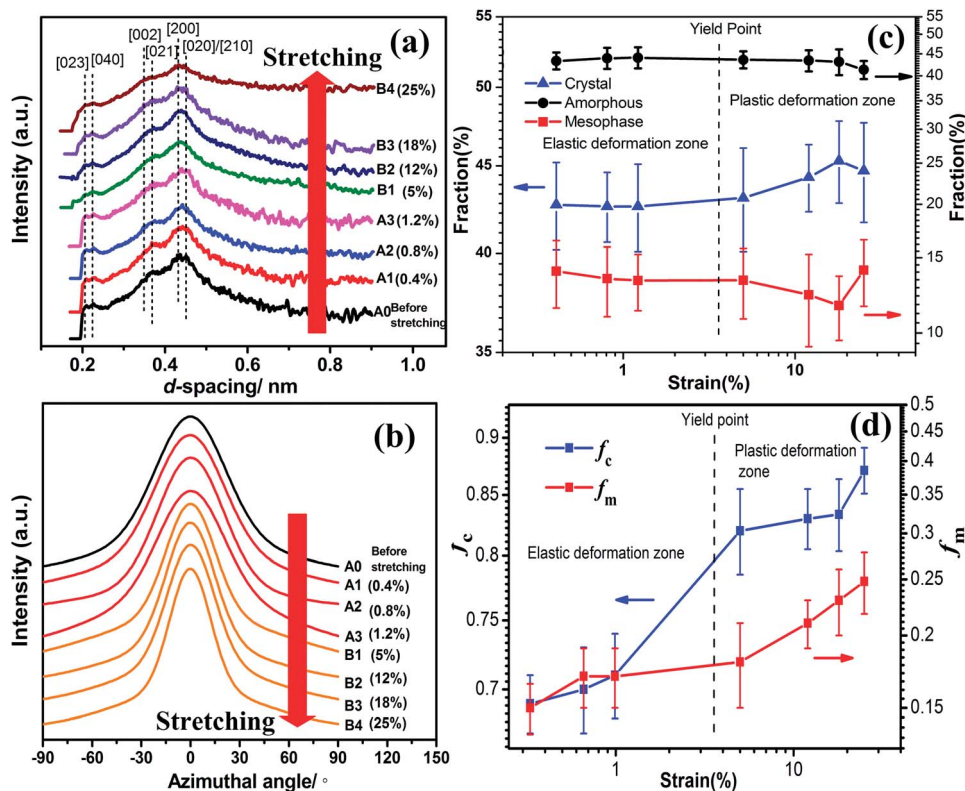 (a)
[023]
[040]
[002]
[021]
[200]
[020]/[210]
Stretching
B4 (25%)
B3 (18%)
B2 (12%)
B1 (5%)
A3 (1.2%)
A2 (0.8%)
A1 (0.4%)
A0 Before
stretching
Intensity (a.u.)
0.2 0.4 0.6 0.8 1.0
d-spacing/ nm
(b)
Intensity (a.u.)
A0 Before
stretching
A1 (0.4%)
A2 (0.8%)
A3 (1.2%)
B1 (5%)
B2 (12%)
B3 (18%)
B4 (25%)
Stretching
-90 -60 -30 0 30 60 90 120 150
Azimuthal angle/ °
(c)
Yield Point
Crystal
Amorphous
Mesophase
Plastic deformation zone
Elastic deformation zone
Fraction(%)
55
50
45
40
35
Fraction(%)
55
50
45
40
35
30
25
20
15
10
1 10
Strain(%)
(d)
Yield point
fc
fm
Plastic deformation
zone
Elastic deformation zone
fc
0.9
0.85
0.8
0.75
0.7
fm
0.5
0.45
0.4
0.35
0.3
0.25
0.2
0.15
1 10
Strain(%)